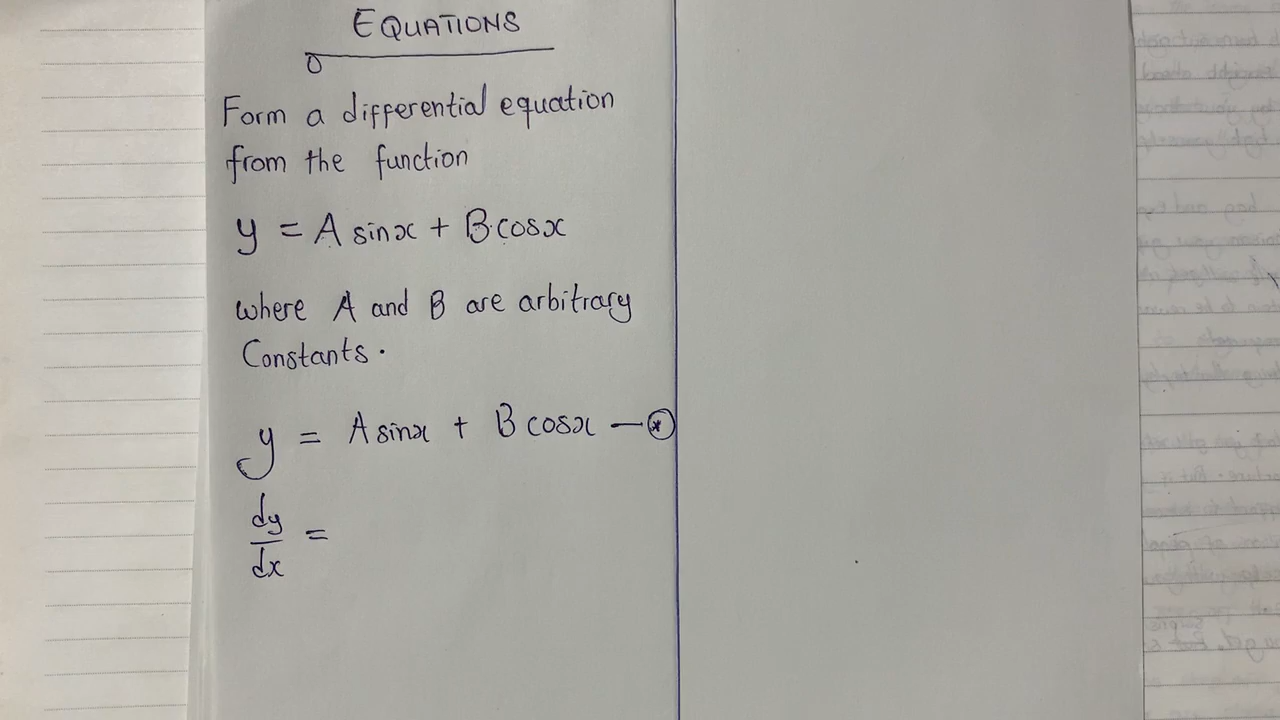 EQUATIONS
Form a differential equation
from the function
y = A sinx + B cosx
where A and B are arbitrary
Constants.
y = A sinx + B cosx — ⊛
dy/dx =